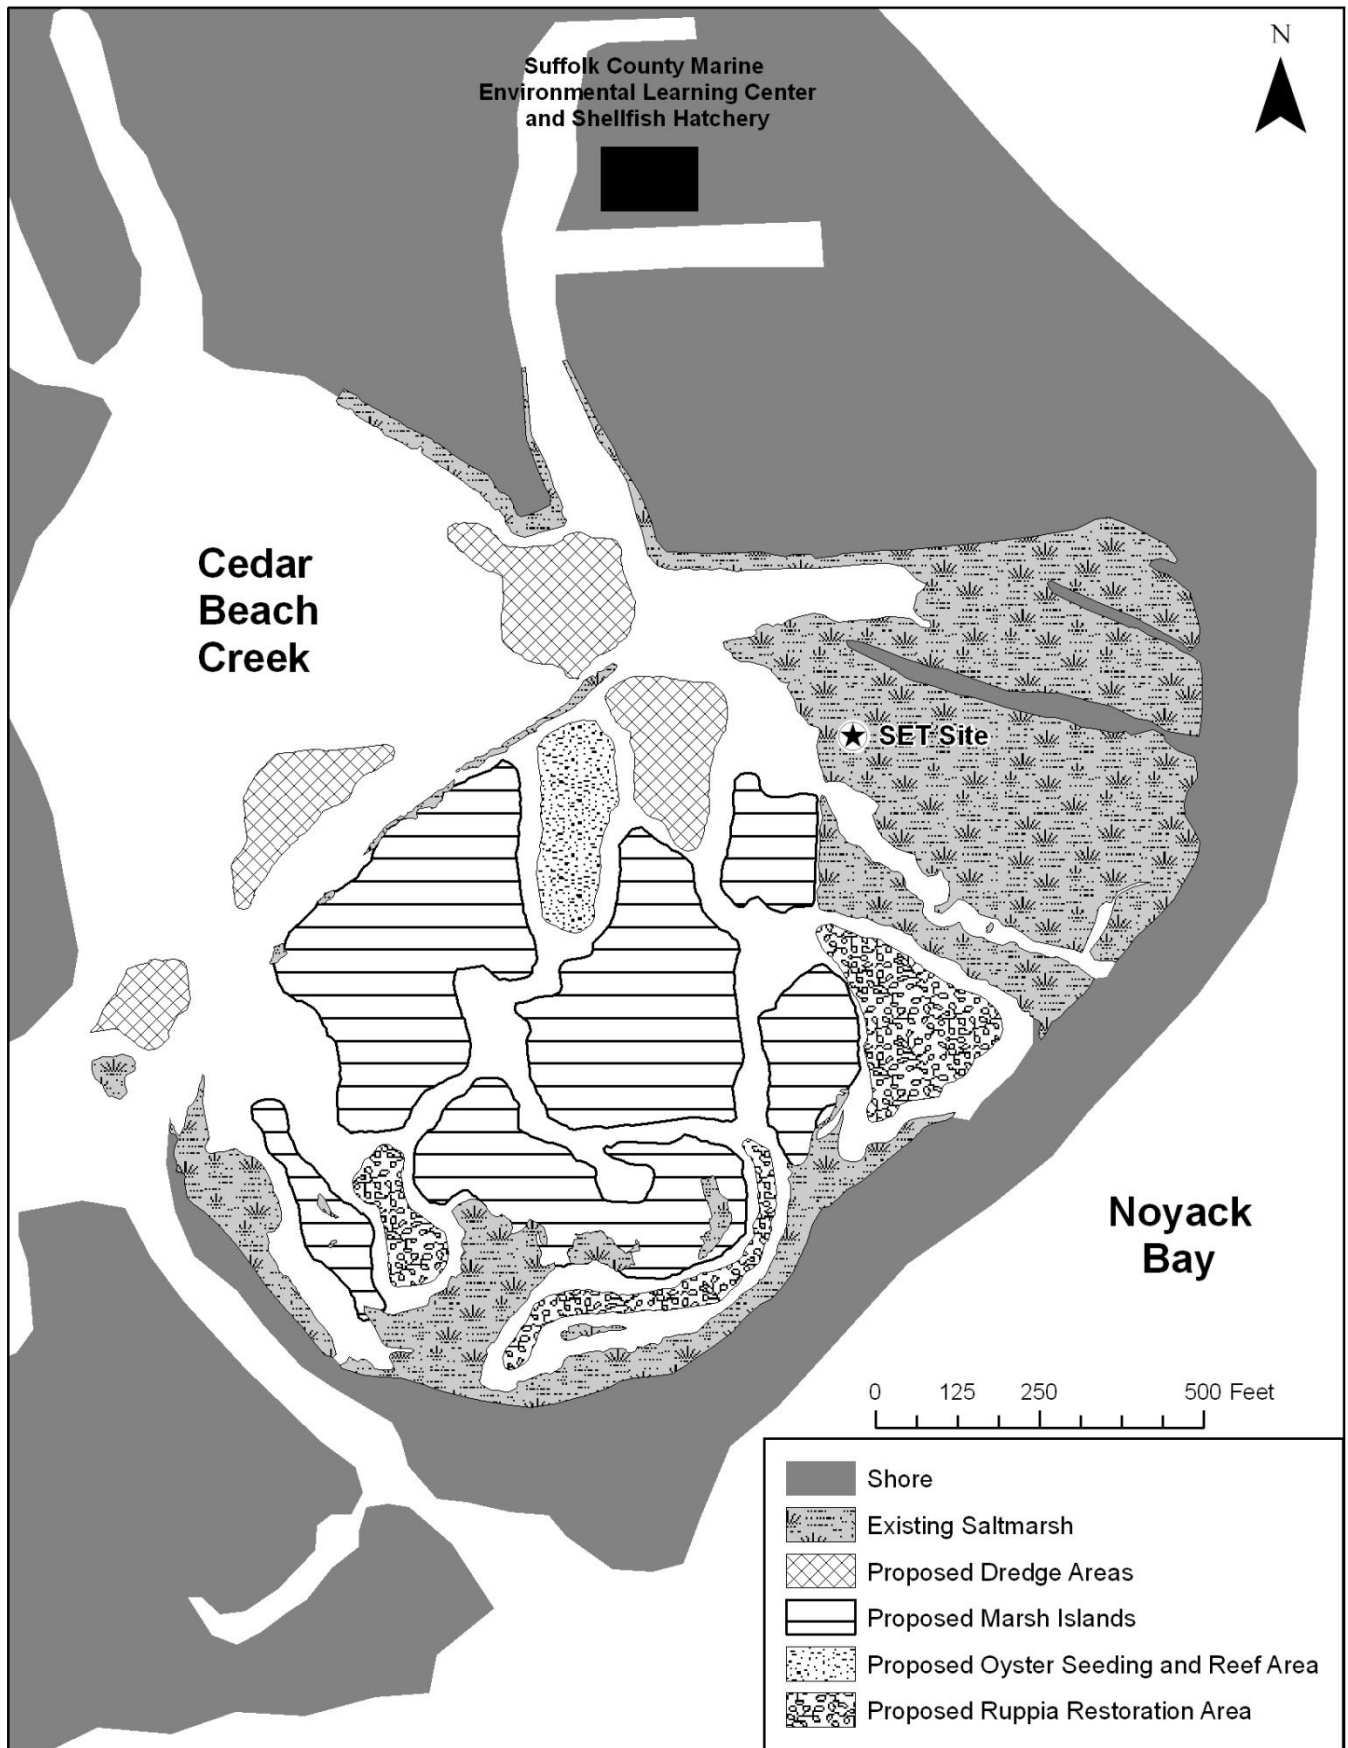 N
Suffolk County Marine
Environmental Learning Center
and Shellfish Hatchery
Cedar
Beach
Creek
SET Site
Noyack
Bay
0 125 250 500 Feet
Shore
Existing Saltmarsh
Proposed Dredge Areas
Proposed Marsh Islands
Proposed Oyster Seeding and Reef Area
Proposed Ruppia Restoration Area